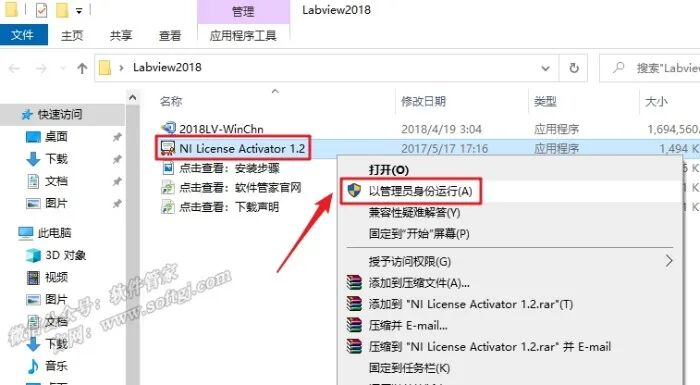 管理
Labview2018
文件
主页
共享
查看
应用程序工具
Labview2018
搜索"Labv
名称
修改日期
类型
大小
快速访问
桌面
下载
文档
图片
此电脑
3D 对象
视频
图片
文档
下载
音乐
桌面
2018LV-WinChn
2018/4/19 3:04
应用程序
1,694,560
NI License Activator 1.2
2017/5/17 17:16
应用程序
1,494 K
点击查看：安装步骤
点击查看：软件管家官网
点击查看：下载声明
打开(O)
以管理员身份运行(A)
兼容性疑难解答(Y)
固定到"开始"屏幕(P)
授予访问权限(G)
添加到压缩文件(A)...
添加到 "NI License Activator 1.2.rar"(T)
压缩并 E-mail...
压缩到 "NI License Activator 1.2.rar" 并 E-mail
固定到任务栏(K)
微信公众号：软件管家
官网：www.softgj.com